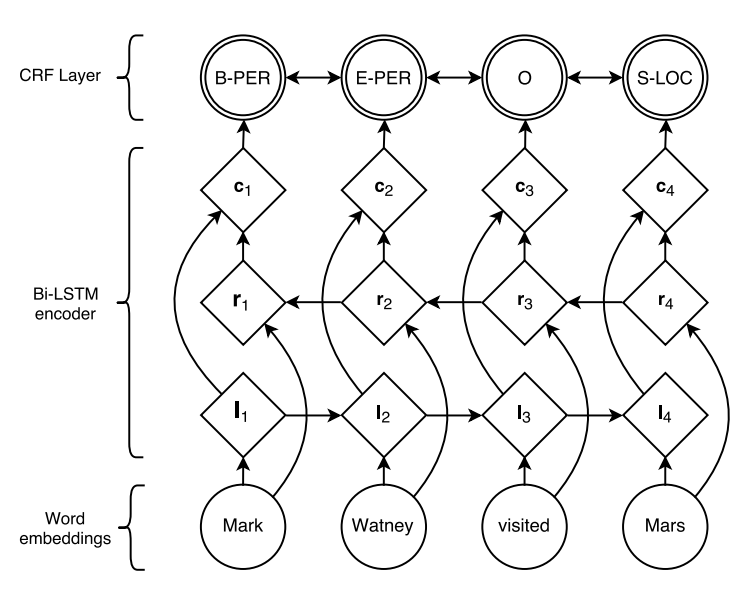 CRF Layer
B-PER
E-PER
O
S-LOC
c1
c2
c3
c4
Bi-LSTM
encoder
r1
r2
r3
r4
l1
l2
l3
l4
Word
embeddings
Mark
Watney
visited
Mars